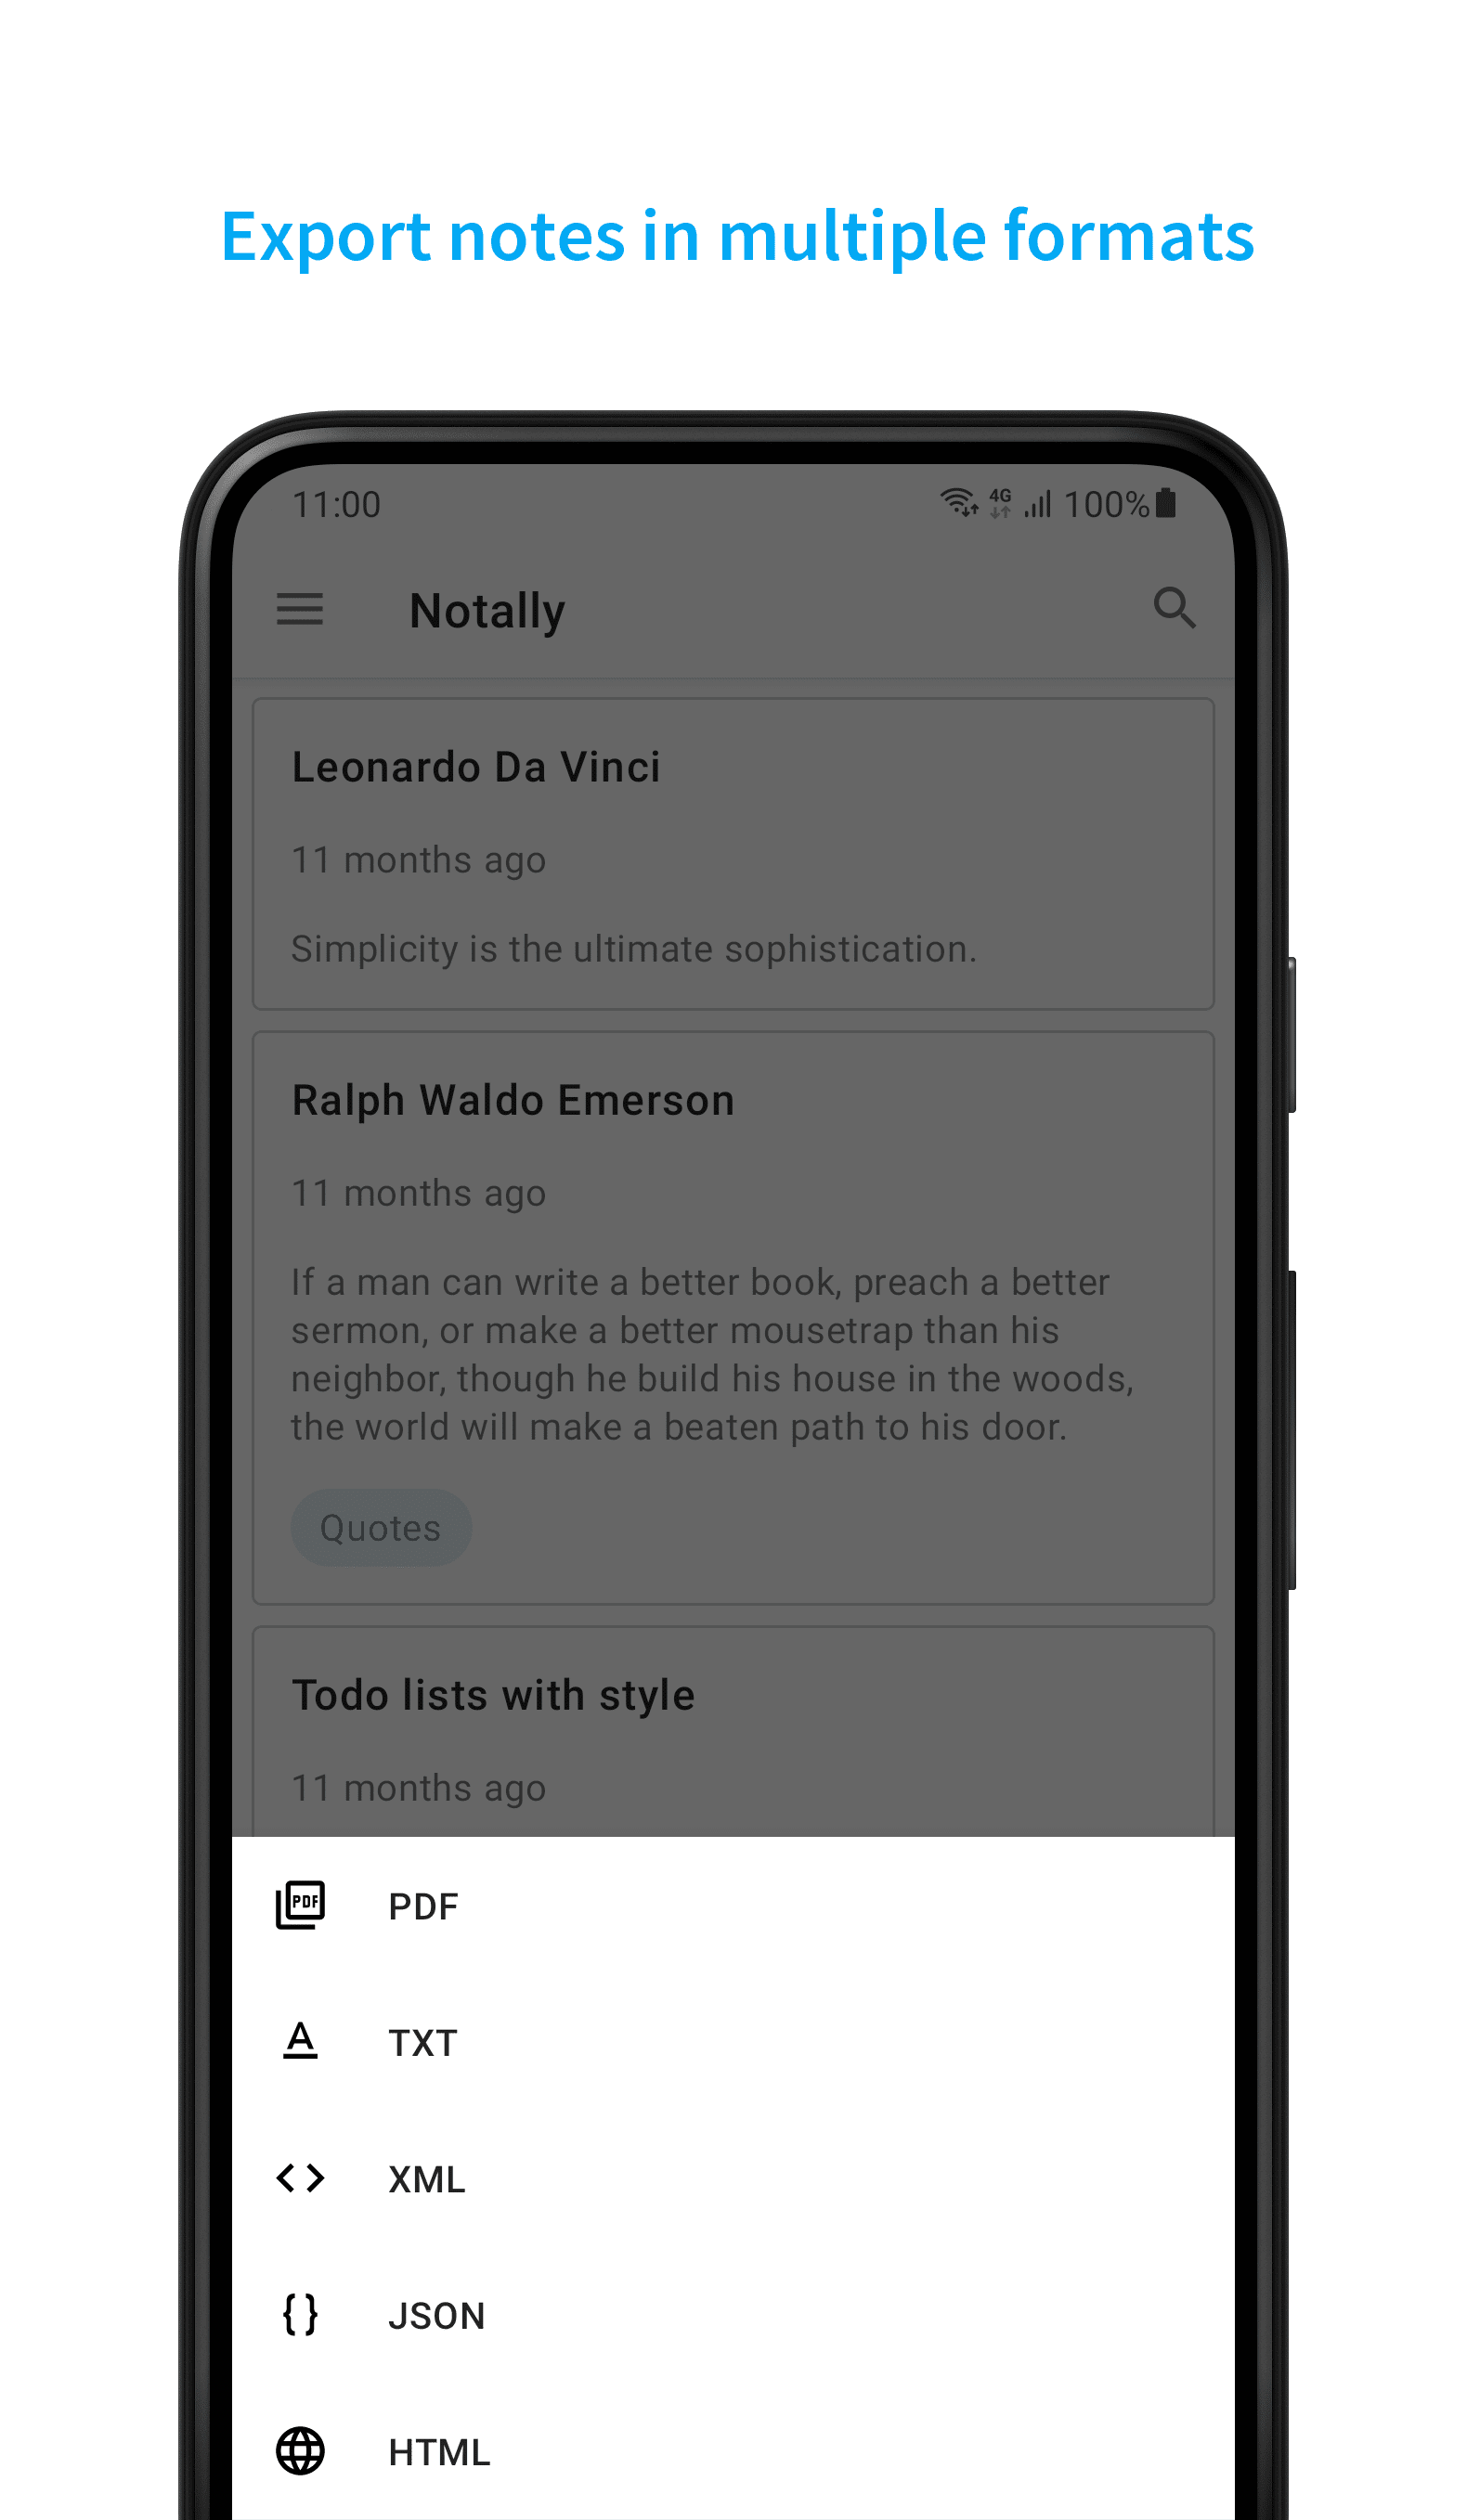 Export notes in multiple formats
11:00
4G
100%
Notally
Leonardo Da Vinci
11 months ago
Simplicity is the ultimate sophistication.
Ralph Waldo Emerson
11 months ago
If a man can write a better book, preach a better
sermon, or make a better mousetrap than his
neighbor, though he build his house in the woods,
the world will make a beaten path to his door.
Quotes
Todo lists with style
11 months ago
PDF PDF
A TXT
XML
{} JSON
HTML